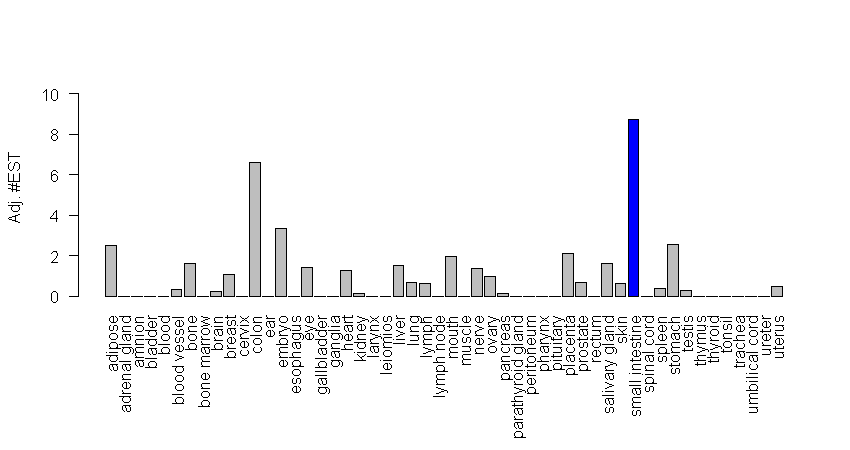 Adj. #EST
10
8
6
4
2
0
adipose
adrenal gland
amnion
bladder
blood
blood vessel
bone
bone marrow
brain
breast
cervix
colon
ear
embryo
esophagus
eye
gallbladder
ganglia
heart
kidney
larynx
leiomios
liver
lung
lymph
lymph node
mouth
muscle
nerve
ovary
pancreas
parathyroid gland
peritoneum
pharynx
pituitary
placenta
prostate
rectum
salivary gland
skin
small intestine
spinal cord
spleen
stomach
testis
thymus
thyroid
tonsil
trachea
umbilical cord
ureter
uterus